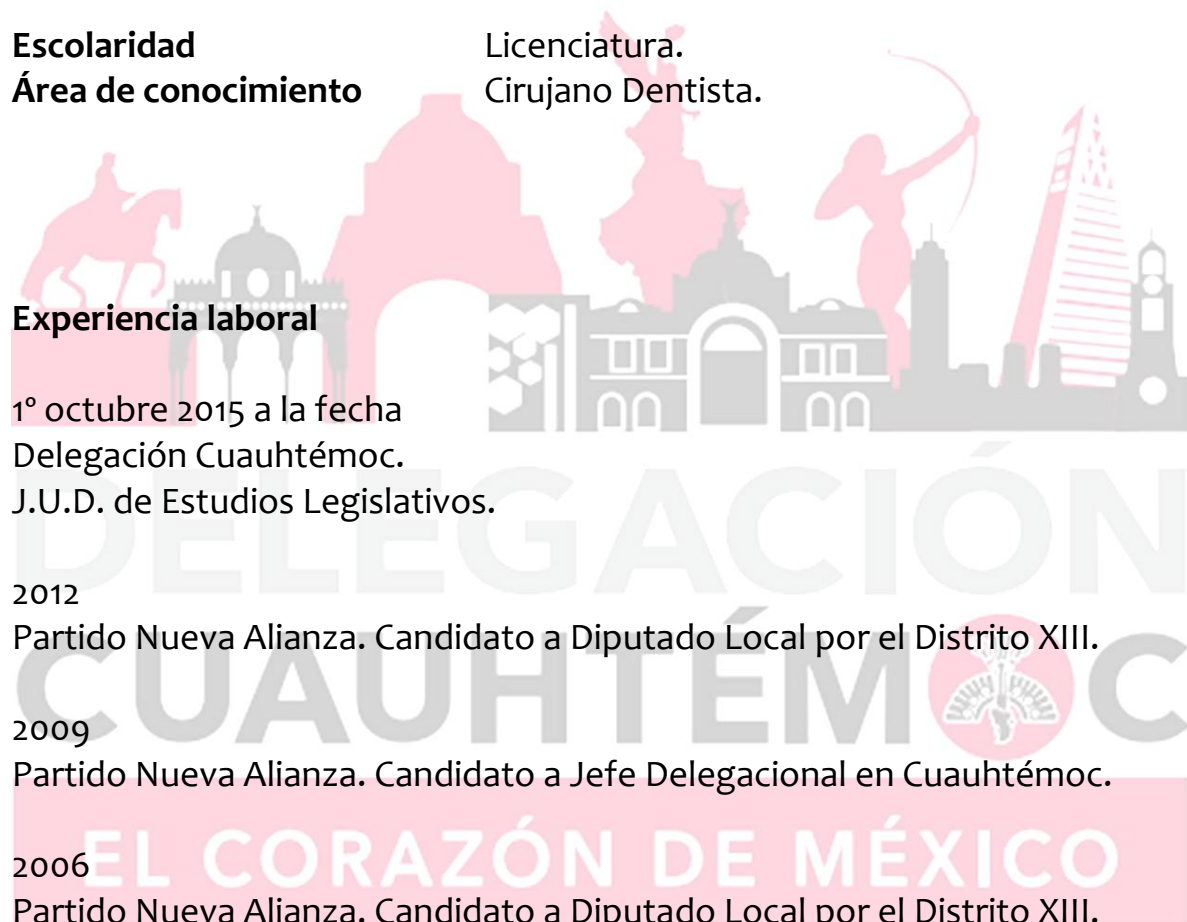 Escolaridad Licenciatura.
Área de conocimiento Cirujano Dentista.
Experiencia laboral
1º octubre 2015 a la fecha
Delegación Cuauhtémoc.
J.U.D. de Estudios Legislativos.
DELEGACIÓN
2012
Partido Nueva Alianza. Candidato a Diputado Local por el Distrito XIII.
CUAUHTÉMOC
2009
Partido Nueva Alianza. Candidato a Jefe Delegacional en Cuauhtémoc.
EL CORAZÓN DE MÉXICO
2006
Partido Nueva Alianza. Candidato a Diputado Local por el Distrito XIII.